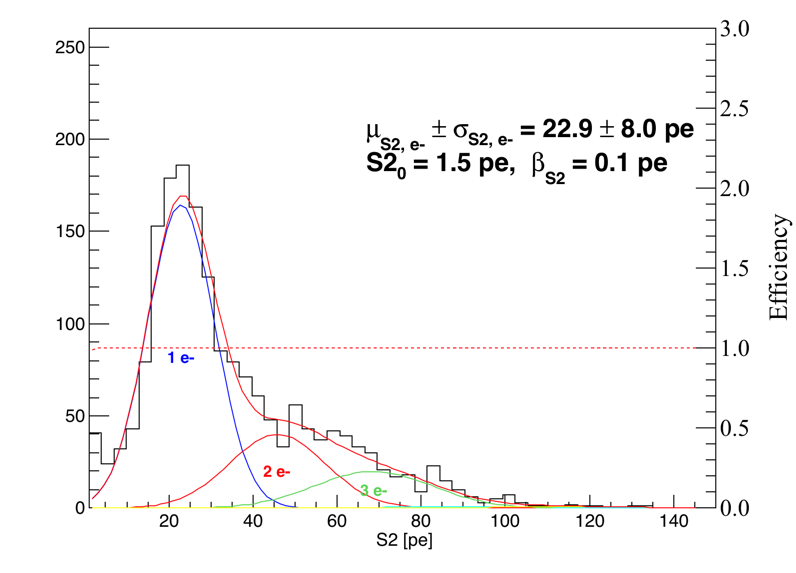 250
200
150
100
50
0
3.0
2.5
2.0
1.5
1.0
0.5
0.0
μS2, e- ± σS2, e- = 22.9 ± 8.0 pe
S20 = 1.5 pe, βS2 = 0.1 pe
1 e-
2 e-
3 e-
20 40 60 80 100 120 140
S2 [pe]
Efficiency